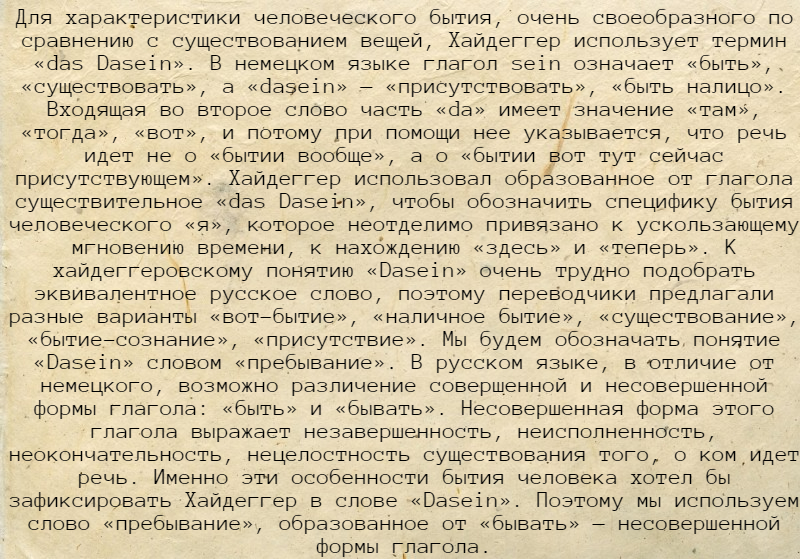 Для характеристики человеческого бытия, очень своеобразного по
сравнению с существованием вещей, Хайдеггер использует термин
«das Dasein». В немецком языке глагол sein означает «быть»,
«существовать», а «dasein» – «присутствовать», «быть налицо».
Входящая во второе слово часть «da» имеет значение «там»,
«тогда», «вот», и потому при помощи нее указывается, что речь
идет не о «бытии вообще», а о «бытии вот тут сейчас
присутствующем». Хайдеггер использовал образованное от глагола
существительное «das Dasein», чтобы обозначить специфику бытия
человеческого «я», которое неотделимо привязано к ускользающему
мгновению времени, к нахождению «здесь» и «теперь». К
хайдеггеровскому понятию «Dasein» очень трудно подобрать
эквивалентное русское слово, поэтому переводчики предлагали
разные варианты «вот-бытие», «наличное бытие», «существование»,
«бытие-сознание», «присутствие». Мы будем обозначать понятие
«Dasein» словом «пребывание». В русском языке, в отличие от
немецкого, возможно различение совершенной и несовершенной
формы глагола: «быть» и «бывать». Несовершенная форма этого
глагола выражает незавершенность, неисполненность,
неокончательность, нецелостность существования того, о ком идет
речь. Именно эти особенности бытия человека хотел бы
зафиксировать Хайдеггер в слове «Dasein». Поэтому мы используем
слово «пребывание», образованное от «бывать» – несовершенной
формы глагола.